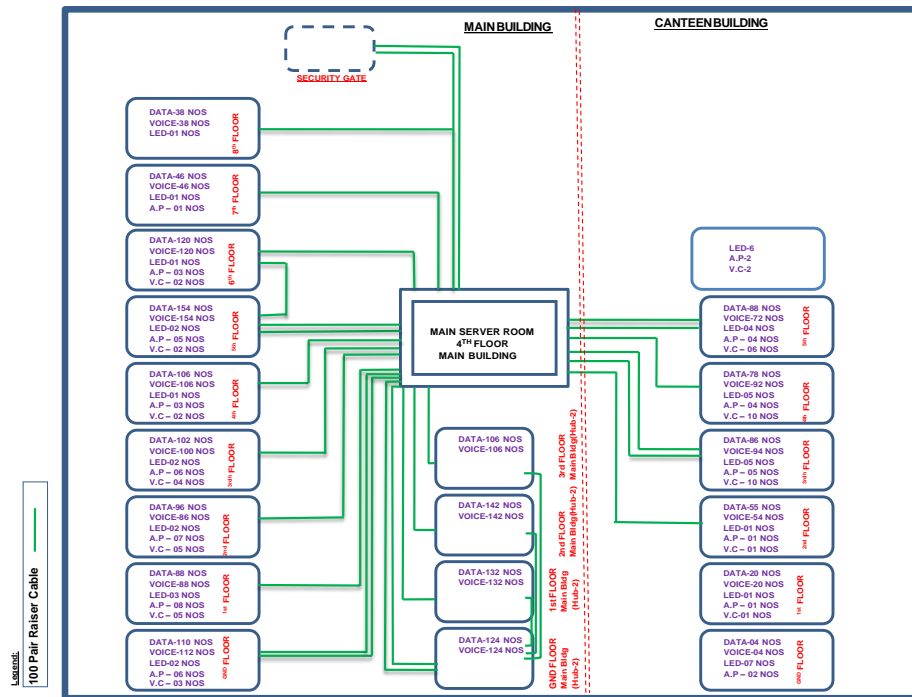 MAIN BUILDING
CANTEEN BUILDING
SECURITY GATE
DATA-38 NOS
VOICE-38 NOS
LED-01 NOS
8th FLOOR
DATA-46 NOS
VOICE-46 NOS
LED-01 NOS
A.P – 01 NOS
7th FLOOR
DATA-120 NOS
VOICE-120 NOS
LED-01 NOS
A.P – 03 NOS
V.C – 02 NOS
6th FLOOR
DATA-154 NOS
VOICE-154 NOS
LED-02 NOS
A.P – 05 NOS
V.C – 02 NOS
5th FLOOR
DATA-106 NOS
VOICE-106 NOS
LED-01 NOS
A.P – 03 NOS
V.C – 02 NOS
4th FLOOR
DATA-102 NOS
VOICE-100 NOS
LED-02 NOS
A.P – 06 NOS
V.C – 04 NOS
3rdh FLOOR
DATA-96 NOS
VOICE-86 NOS
LED-02 NOS
A.P – 07 NOS
V.C – 05 NOS
2nd FLOOR
DATA-88 NOS
VOICE-88 NOS
LED-03 NOS
A.P – 08 NOS
V.C – 05 NOS
1st FLOOR
DATA-110 NOS
VOICE-112 NOS
LED-02 NOS
A.P – 06 NOS
V.C – 03 NOS
GND FLOOR
MAIN SERVER ROOM
4TH FLOOR
MAIN BUILDING
DATA-106 NOS
VOICE-106 NOS
3rd FLOOR
Main Bldg(Hub-2)
DATA-142 NOS
VOICE-142 NOS
2nd FLOOR
Main Bldg(Hub-2)
DATA-132 NOS
VOICE-132 NOS
1st FLOOR
Main Bldg
(Hub-2)
DATA-124 NOS
VOICE-124 NOS
GND FLOOR
Main Bldg
(Hub-2)
LED-6
A.P-2
V.C-2
DATA-88 NOS
VOICE-72 NOS
LED-04 NOS
A.P – 04 NOS
V.C – 06 NOS
5th FLOOR
DATA-78 NOS
VOICE-92 NOS
LED-05 NOS
A.P – 04 NOS
V.C – 10 NOS
4th FLOOR
DATA-86 NOS
VOICE-94 NOS
LED-05 NOS
A.P – 05 NOS
V.C – 10 NOS
3rdh FLOOR
DATA-55 NOS
VOICE-54 NOS
LED-01 NOS
A.P – 01 NOS
V.C – 01 NOS
2nd FLOOR
DATA-20 NOS
VOICE-20 NOS
LED-01 NOS
A.P – 01 NOS
V.C-01 NOS
1st FLOOR
DATA-04 NOS
VOICE-04 NOS
LED-07 NOS
A.P – 02 NOS
GND FLOOR
Legend:
100 Pair Raiser Cable